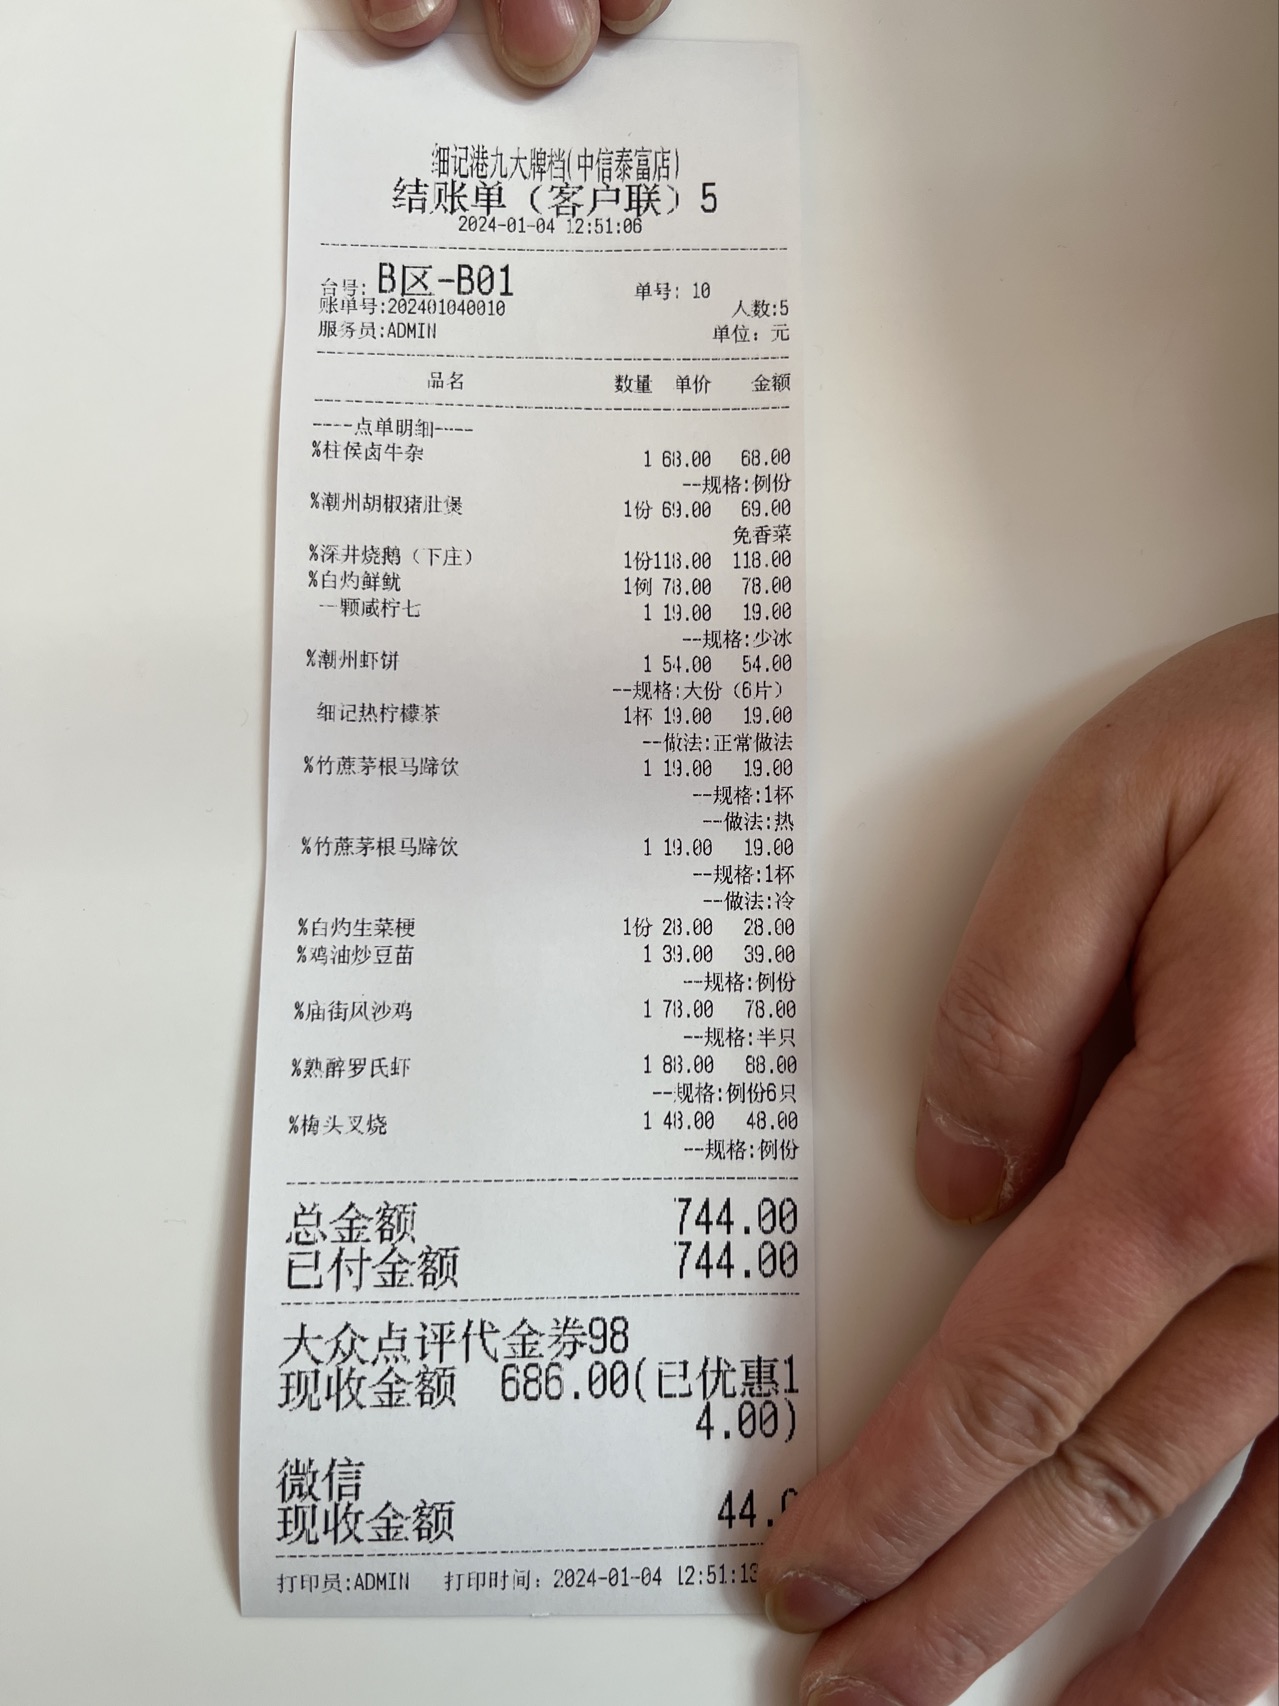 细记港九大牌档(中信泰富店)
结账单（客户联）5
2024-01-04 12:51:06
台号: B区-B01 单号: 10
账单号:202401040010 人数:5
服务员:ADMIN 单位: 元
品名 数量 单价 金额
----点单明细----
%柱侯卤牛杂 1 68.00 68.00
--规格:例份
%潮州胡椒猪肚煲 1份 69.00 69.00
免香菜
%深井烧鹅（下庄） 1份118.00 118.00
%白灼鲜鱿 1例 78.00 78.00
一颗咸柠七 1 19.00 19.00
--规格:少冰
%潮州虾饼 1 54.00 54.00
--规格:大份（6片）
细记热柠檬茶 1杯 19.00 19.00
--做法:正常做法
%竹蔗茅根马蹄饮 1 19.00 19.00
--规格:1杯
--做法:热
%竹蔗茅根马蹄饮 1 19.00 19.00
--规格:1杯
--做法:冷
%白灼生菜梗 1份 28.00 28.00
%鸡油炒豆苗 1 39.00 39.00
--规格:例份
%庙街风沙鸡 1 78.00 78.00
--规格:半只
%熟醉罗氏虾 1 88.00 88.00
--规格:例份6只
%梅头叉烧 1 48.00 48.00
--规格:例份
总金额 744.00
已付金额 744.00
大众点评代金券98
现收金额 686.00(已优惠1
4.00)
微信
现收金额 44.
打印员:ADMIN 打印时间: 2024-01-04 12:51:13